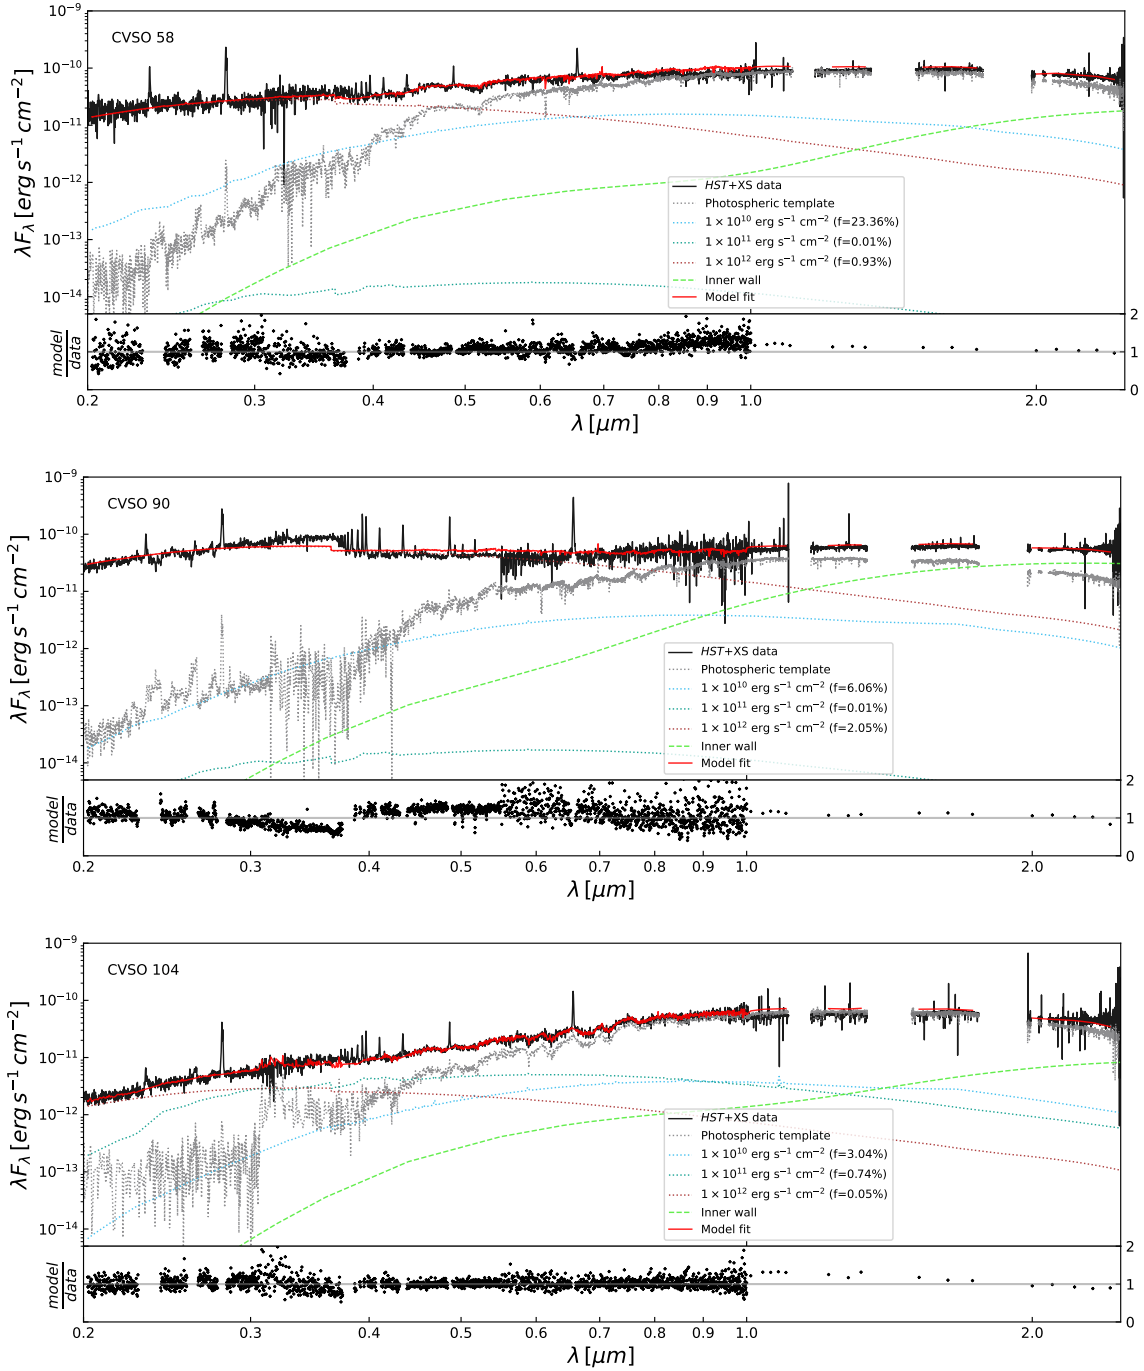 CVSO 58
10⁻⁹
10⁻¹⁰
10⁻¹¹
10⁻¹²
10⁻¹³
10⁻¹⁴
λF_λ [erg s⁻¹ cm⁻²]
HST+XS data
Photospheric template
1 × 10¹⁰ erg s⁻¹ cm⁻² (f=23.36%)
1 × 10¹¹ erg s⁻¹ cm⁻² (f=0.01%)
1 × 10¹² erg s⁻¹ cm⁻² (f=0.93%)
Inner wall
Model fit
model
data
2
1
0
0.2 0.3 0.4 0.5 0.6 0.7 0.8 0.9 1.0 2.0
λ [μm]
CVSO 90
10⁻⁹
10⁻¹⁰
10⁻¹¹
10⁻¹²
10⁻¹³
10⁻¹⁴
λF_λ [erg s⁻¹ cm⁻²]
HST+XS data
Photospheric template
1 × 10¹⁰ erg s⁻¹ cm⁻² (f=6.06%)
1 × 10¹¹ erg s⁻¹ cm⁻² (f=0.01%)
1 × 10¹² erg s⁻¹ cm⁻² (f=2.05%)
Inner wall
Model fit
model
data
2
1
0
0.2 0.3 0.4 0.5 0.6 0.7 0.8 0.9 1.0 2.0
λ [μm]
CVSO 104
10⁻⁹
10⁻¹⁰
10⁻¹¹
10⁻¹²
10⁻¹³
10⁻¹⁴
λF_λ [erg s⁻¹ cm⁻²]
HST+XS data
Photospheric template
1 × 10¹⁰ erg s⁻¹ cm⁻² (f=3.04%)
1 × 10¹¹ erg s⁻¹ cm⁻² (f=0.74%)
1 × 10¹² erg s⁻¹ cm⁻² (f=0.05%)
Inner wall
Model fit
model
data
2
1
0
0.2 0.3 0.4 0.5 0.6 0.7 0.8 0.9 1.0 2.0
λ [μm]